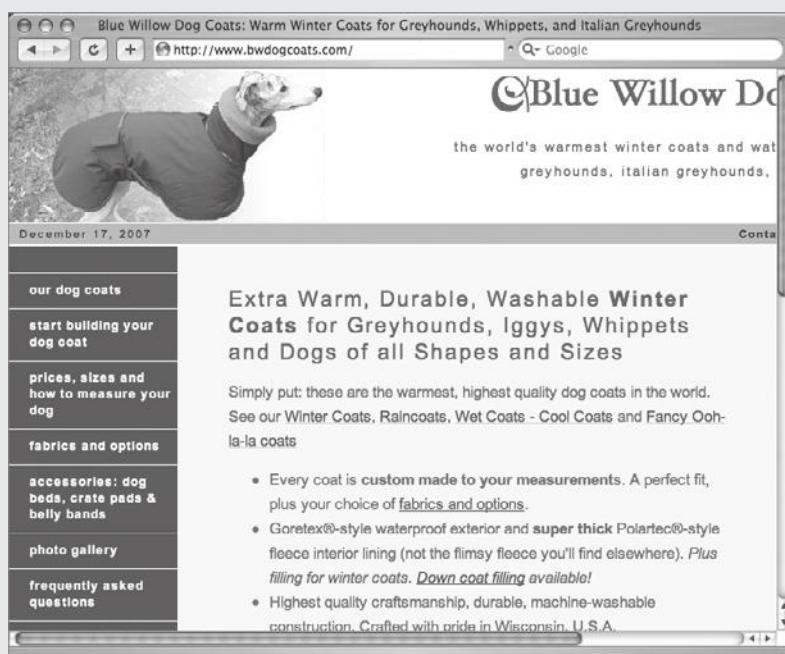 Blue Willow Dog Coats: Warm Winter Coats for Greyhounds, Whippets, and Italian Greyhounds
http://www.bwdogcoats.com/
Google
Blue Willow Do
the world's warmest winter coats and wat
greyhounds, italian greyhounds,
December 17, 2007
Conta
our dog coats
start building your
dog coat
prices, sizes and
how to measure your
dog
fabrics and options
accessories: dog
beds, crate pads &
belly bands
photo gallery
frequently asked
questions
Extra Warm, Durable, Washable Winter
Coats for Greyhounds, Iggys, Whippets
and Dogs of all Shapes and Sizes
Simply put: these are the warmest, highest quality dog coats in the world.
See our Winter Coats, Raincoats, Wet Coats - Cool Coats and Fancy Ooh-
la-la coats
• Every coat is custom made to your measurements. A perfect fit,
plus your choice of fabrics and options.
• Goretex®-style waterproof exterior and super thick Polartec®-style
fleece interior lining (not the flimsy fleece you'll find elsewhere). Plus
filling for winter coats. Down coat filling available!
• Highest quality craftsmanship, durable, machine-washable
construction. Crafted with pride in Wisconsin, U.S.A.